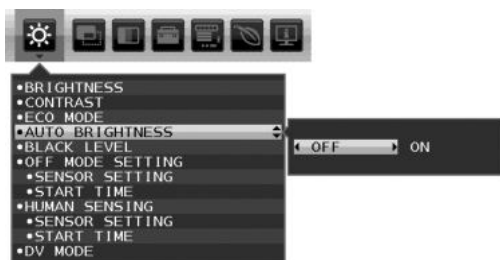 •BRIGHTNESS
•CONTRAST
•ECO MODE
•AUTO BRIGHTNESS
OFF ON
•BLACK LEVEL
•OFF MODE SETTING
•SENSOR SETTING
•START TIME
•HUMAN SENSING
•SENSOR SETTING
•START TIME
•DV MODE